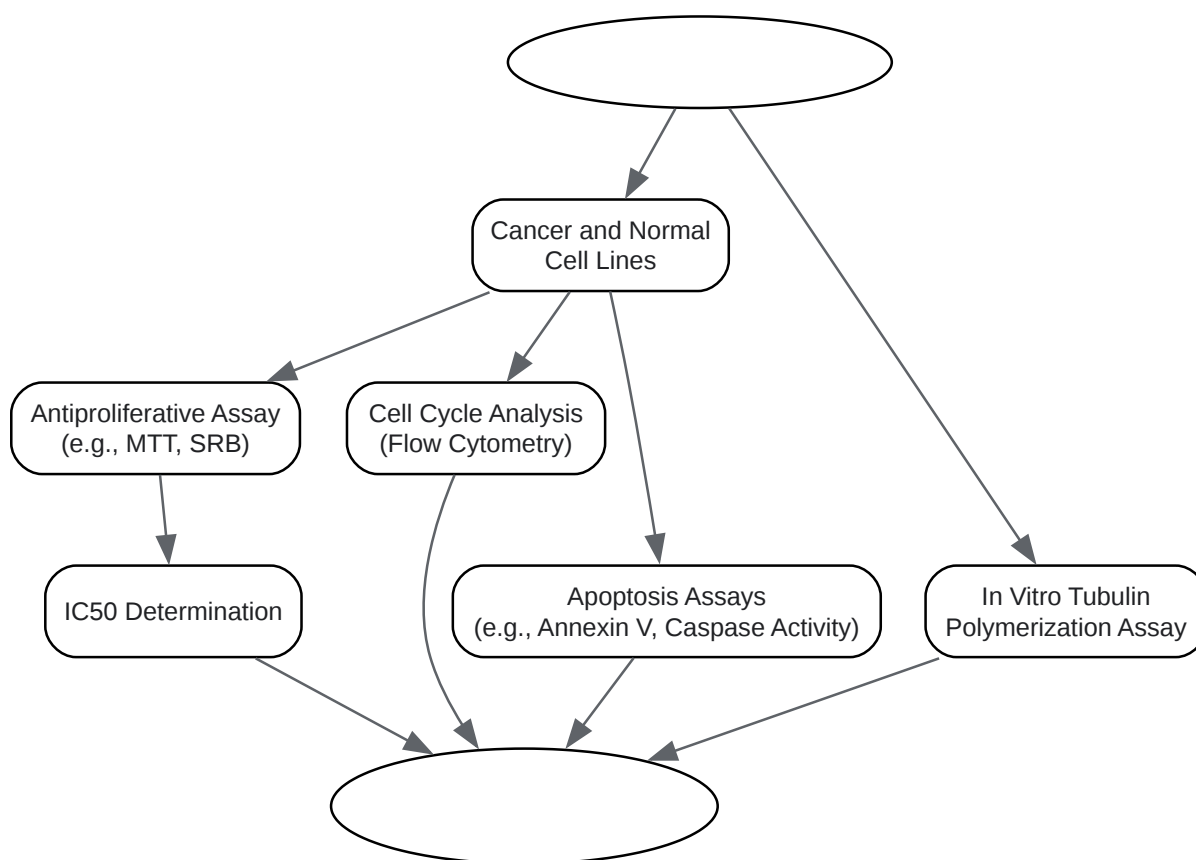 Cancer and Normal
Cell Lines
Antiproliferative Assay
(e.g., MTT, SRB)
Cell Cycle Analysis
(Flow Cytometry)
IC50 Determination
Apoptosis Assays
(e.g., Annexin V, Caspase Activity)
In Vitro Tubulin
Polymerization Assay